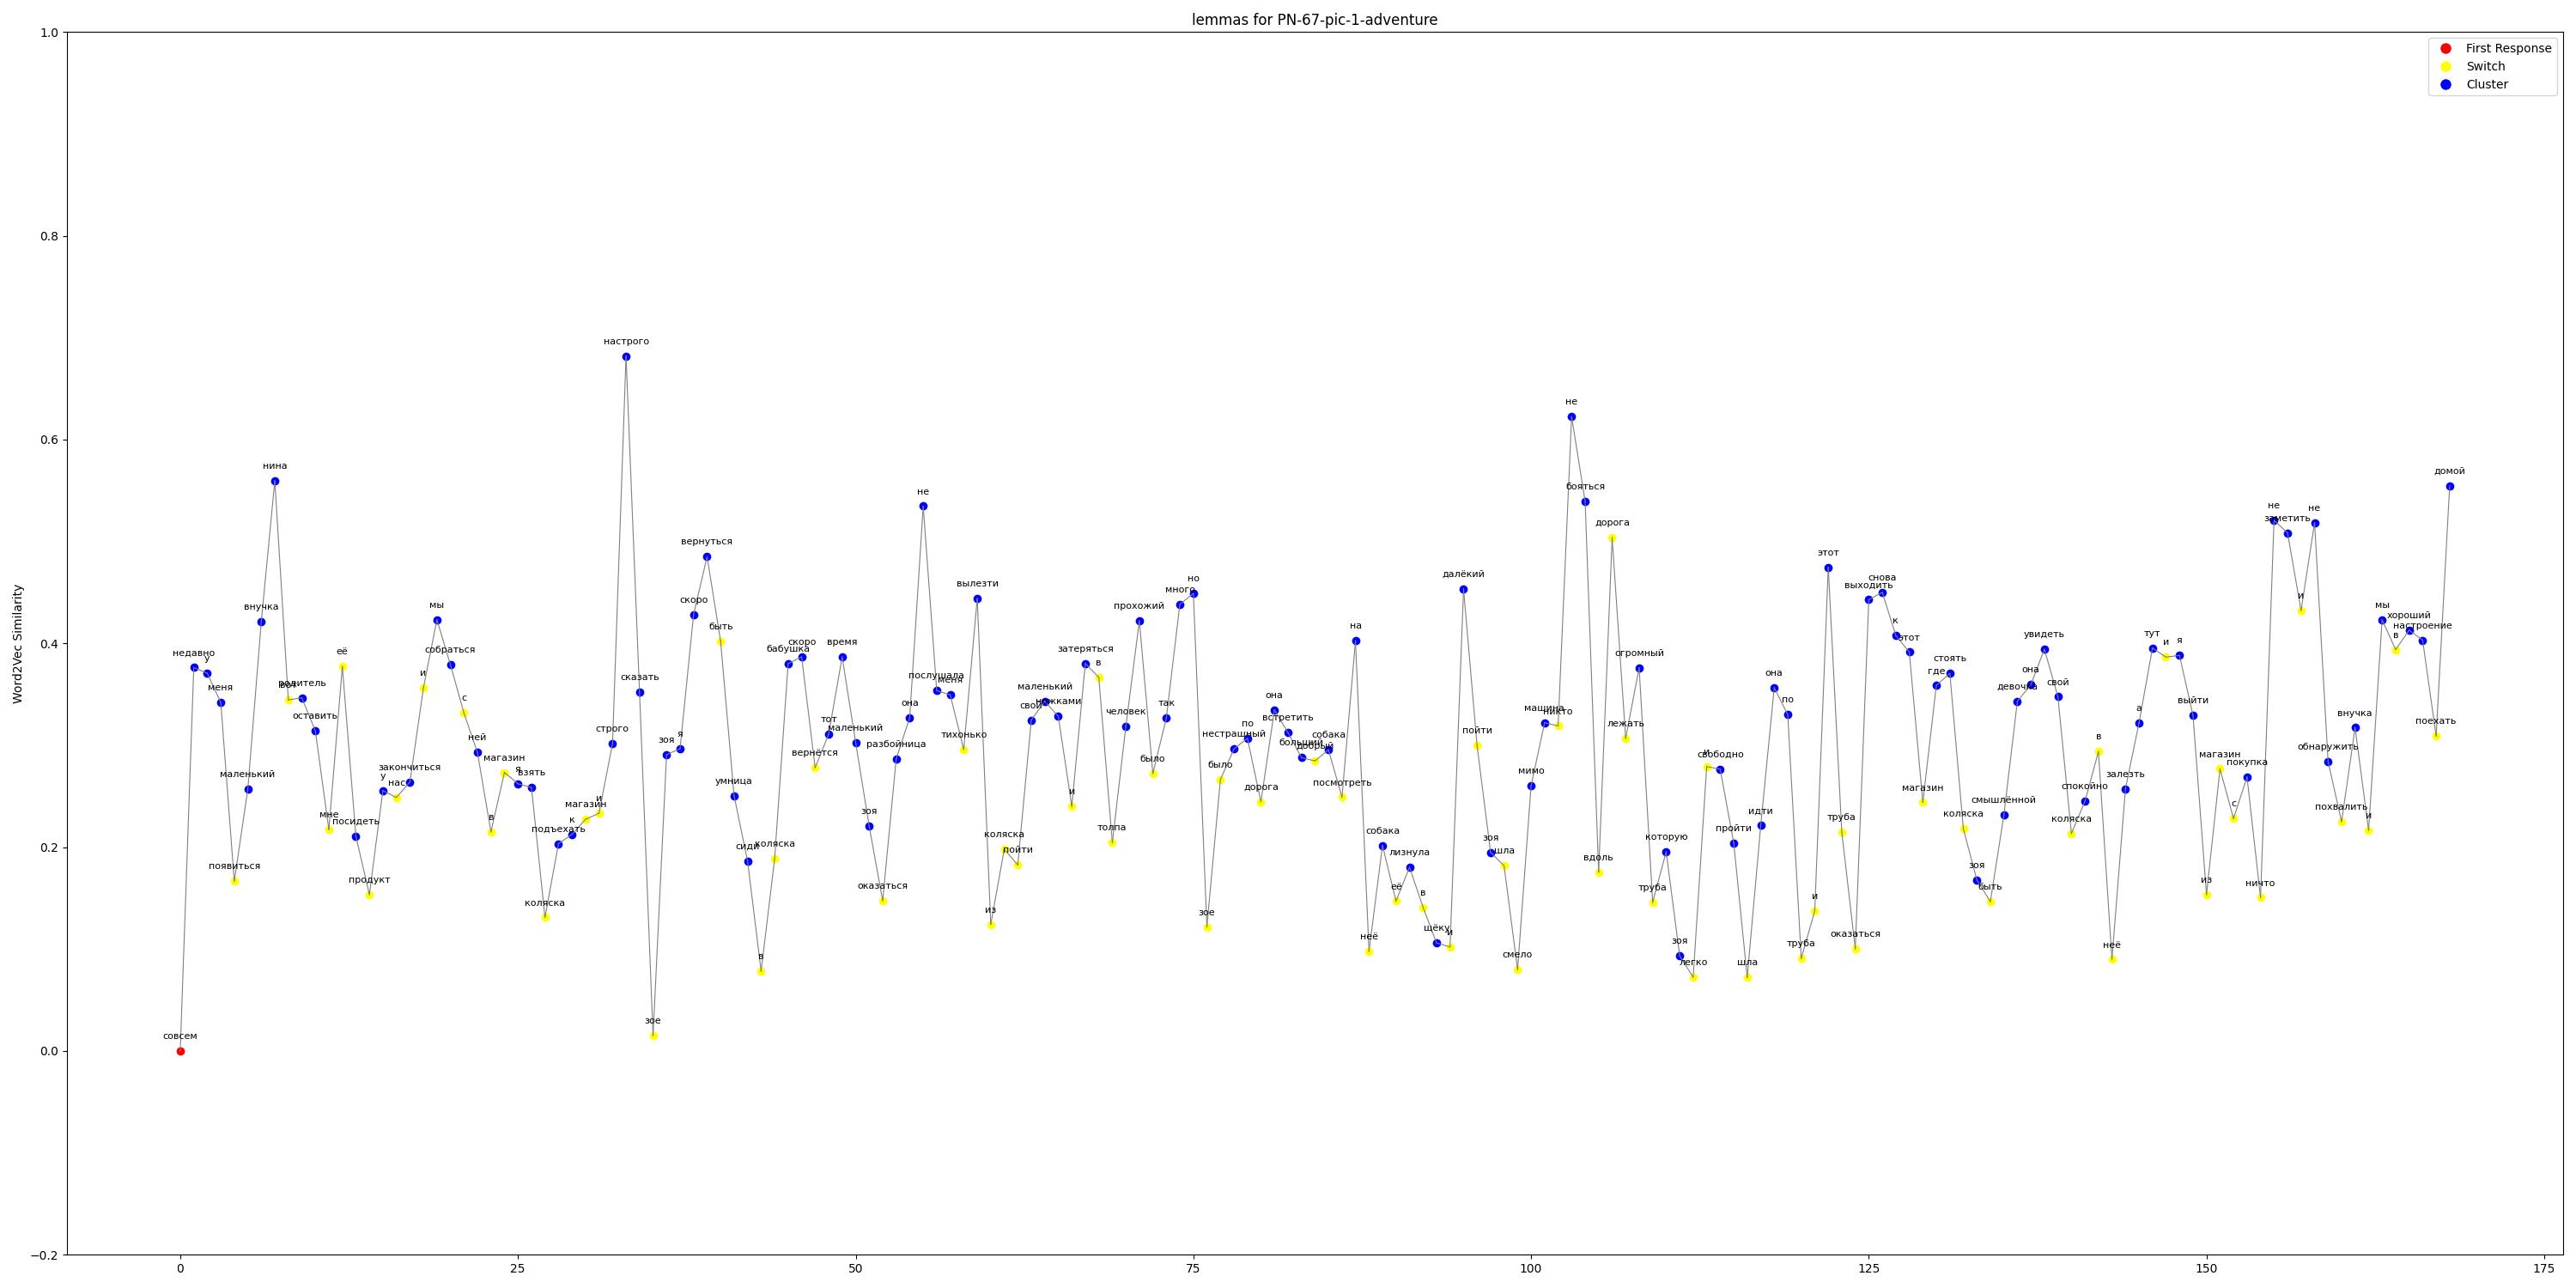 lemmas for PN-67-pic-1-adventure
1.0
0.8
0.6
0.4
0.2
0.0
−0.2
Word2Vec Similarity
First Response
Switch
Cluster
совсем
недавно
у
меня
появиться
маленький
внучка
нина
вот
родитель
оставить
мне
её
посидеть
продукт
у
нас
закончиться
и
мы
собраться
с
ней
в
магазин
я
взять
коляска
подъехать
к
магазин
и
строго
настрого
сказать
зое
зоя
я
скоро
вернуться
быть
умница
сиди
в
коляска
бабушка
скоро
вернётся
тот
время
маленький
зоя
оказаться
разбойница
она
не
послушала
меня
тихонько
вылезти
из
коляска
пойти
свой
маленький
ножками
и
затеряться
в
толпа
человек
прохожий
было
так
много
но
зое
было
нестрашный
по
дорога
она
встретить
больший
добрый
собака
посмотреть
на
неё
собака
её
лизнула
в
щёку
и
далёкий
пойти
зоя
шла
смело
мимо
машина
никто
не
бояться
вдоль
дорога
лежать
огромный
труба
которую
зоя
легко
и
свободно
пройти
шла
идти
она
по
труба
и
этот
труба
оказаться
выходить
снова
к
этот
магазин
где
стоять
коляска
зоя
быть
смышлённой
девочка
она
увидеть
свой
коляска
спокойно
в
неё
залезть
а
тут
и
я
выйти
из
магазин
с
покупка
ничто
не
заметить
и
не
обнаружить
похвалить
внучка
и
мы
в
хороший
настроение
поехать
домой
0
25
50
75
100
125
150
175